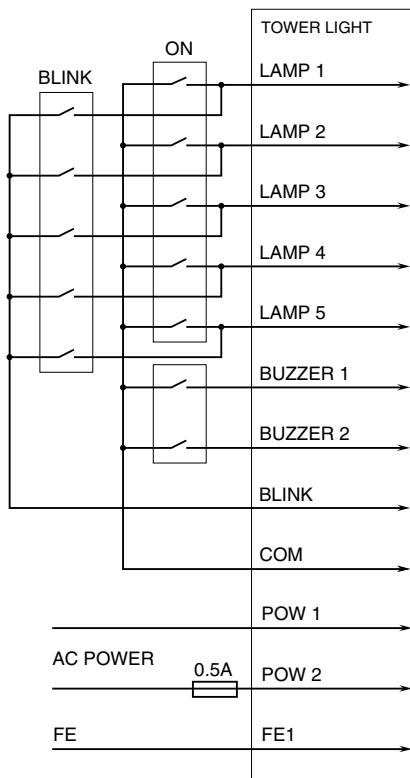 TOWER LIGHT
ON
BLINK
LAMP 1
LAMP 2
LAMP 3
LAMP 4
LAMP 5
BUZZER 1
BUZZER 2
BLINK
COM
POW 1
AC POWER
0.5A
POW 2
FE
FE1